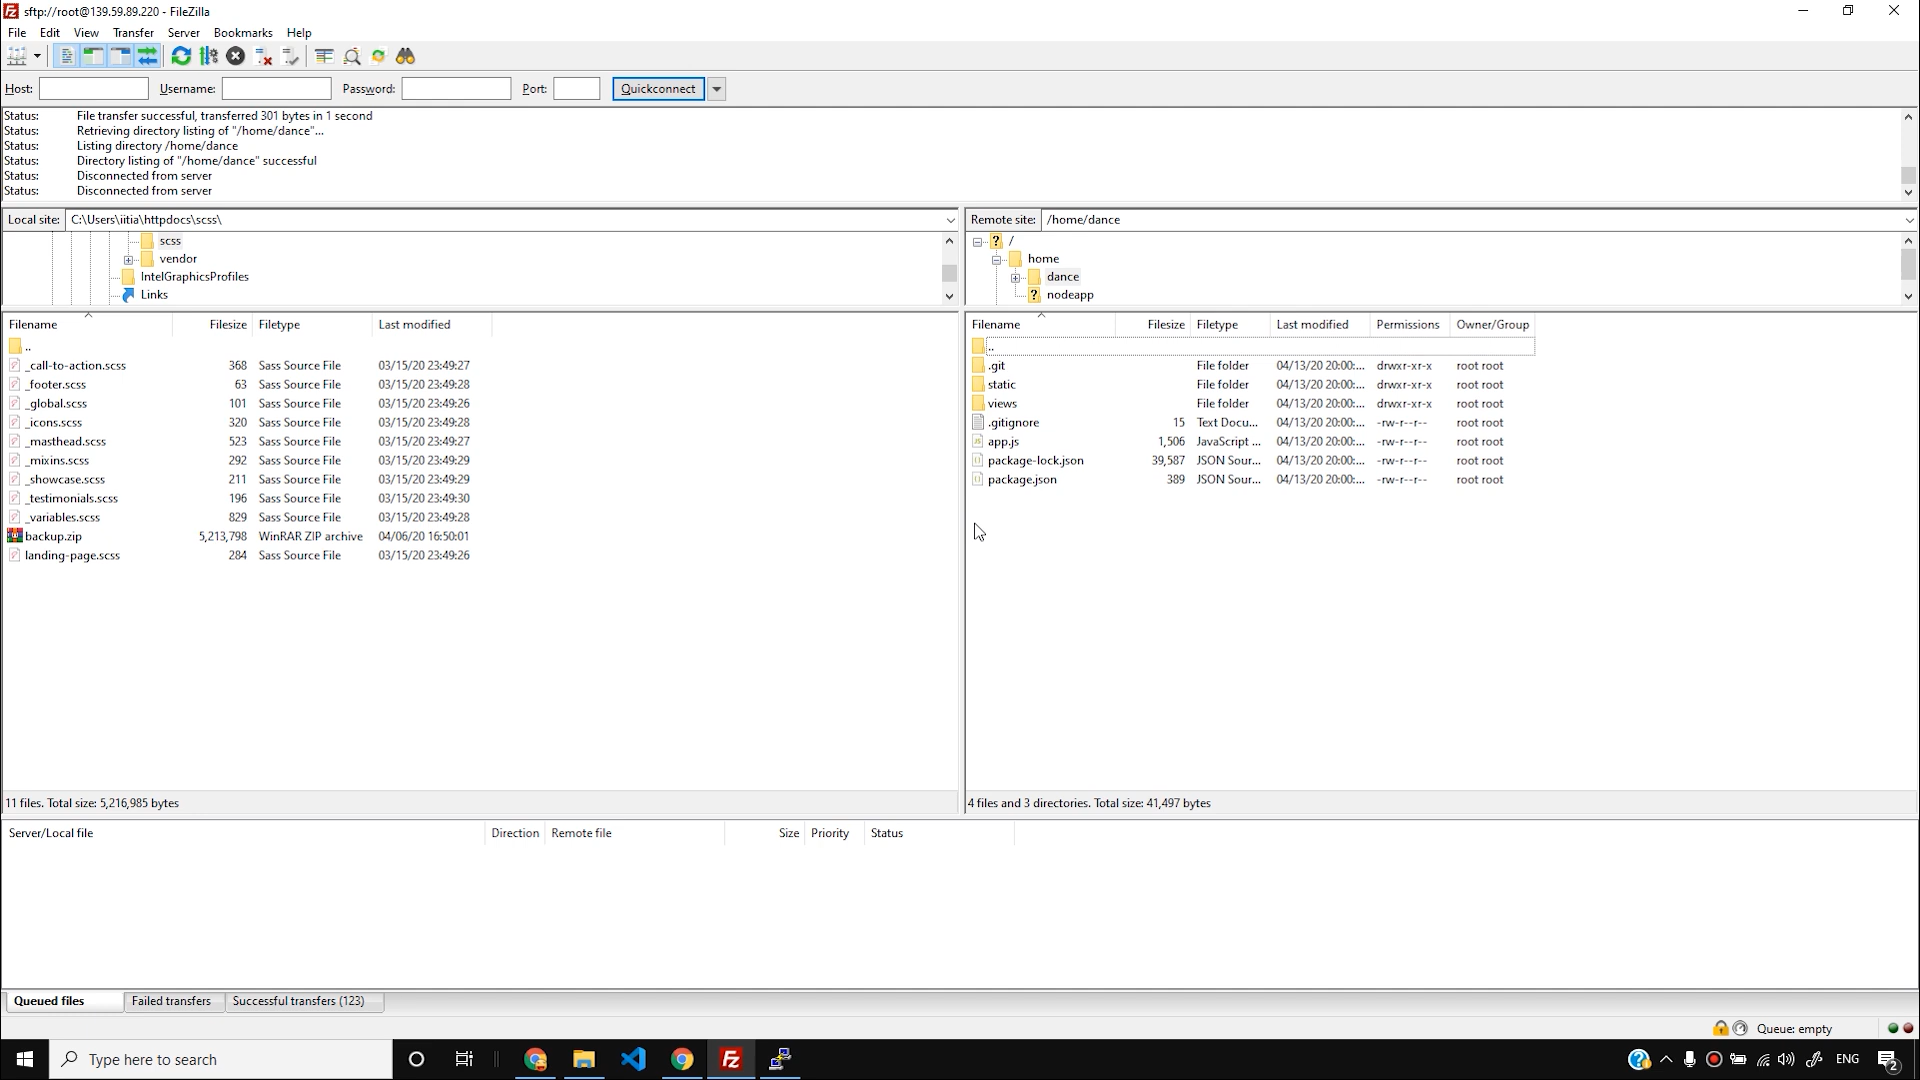 sftp://root@139.59.89.220 - FileZilla
File Edit View Transfer Server Bookmarks Help
Host: Username: Password: Port: Quickconnect
Status: File transfer successful, transferred 301 bytes in 1 second
Status: Retrieving directory listing of "/home/dance"...
Status: Listing directory /home/dance
Status: Directory listing of "/home/dance" successful
Status: Disconnected from server
Status: Disconnected from server
Local site: C:\Users\iitia\httpdocs\scss\
scss
vendor
IntelGraphicsProfiles
Links
Filename Filesize Filetype Last modified
..
_call-to-action.scss 368 Sass Source File 03/15/20 23:49:27
_footer.scss 63 Sass Source File 03/15/20 23:49:28
_global.scss 101 Sass Source File 03/15/20 23:49:26
_icons.scss 320 Sass Source File 03/15/20 23:49:28
_masthead.scss 523 Sass Source File 03/15/20 23:49:27
_mixins.scss 292 Sass Source File 03/15/20 23:49:29
_showcase.scss 211 Sass Source File 03/15/20 23:49:29
_testimonials.scss 196 Sass Source File 03/15/20 23:49:30
_variables.scss 829 Sass Source File 03/15/20 23:49:28
backup.zip 5,213,798 WinRAR ZIP archive 04/06/20 16:50:01
landing-page.scss 284 Sass Source File 03/15/20 23:49:26
11 files. Total size: 5,216,985 bytes
Remote site: /home/dance
/
home
dance
nodeapp
Filename Filesize Filetype Last modified Permissions Owner/Group
..
.git File folder 04/13/20 20:00:... drwxr-xr-x root root
static File folder 04/13/20 20:00:... drwxr-xr-x root root
views File folder 04/13/20 20:00:... drwxr-xr-x root root
.gitignore 15 Text Docu... 04/13/20 20:00:... -rw-r--r-- root root
app.js 1,506 JavaScript ... 04/13/20 20:00:... -rw-r--r-- root root
package-lock.json 39,587 JSON Sour... 04/13/20 20:00:... -rw-r--r-- root root
package.json 389 JSON Sour... 04/13/20 20:00:... -rw-r--r-- root root
4 files and 3 directories. Total size: 41,497 bytes
Server/Local file Direction Remote file Size Priority Status
Queued files Failed transfers Successful transfers (123)
Queue: empty
Type here to search
ENG
2